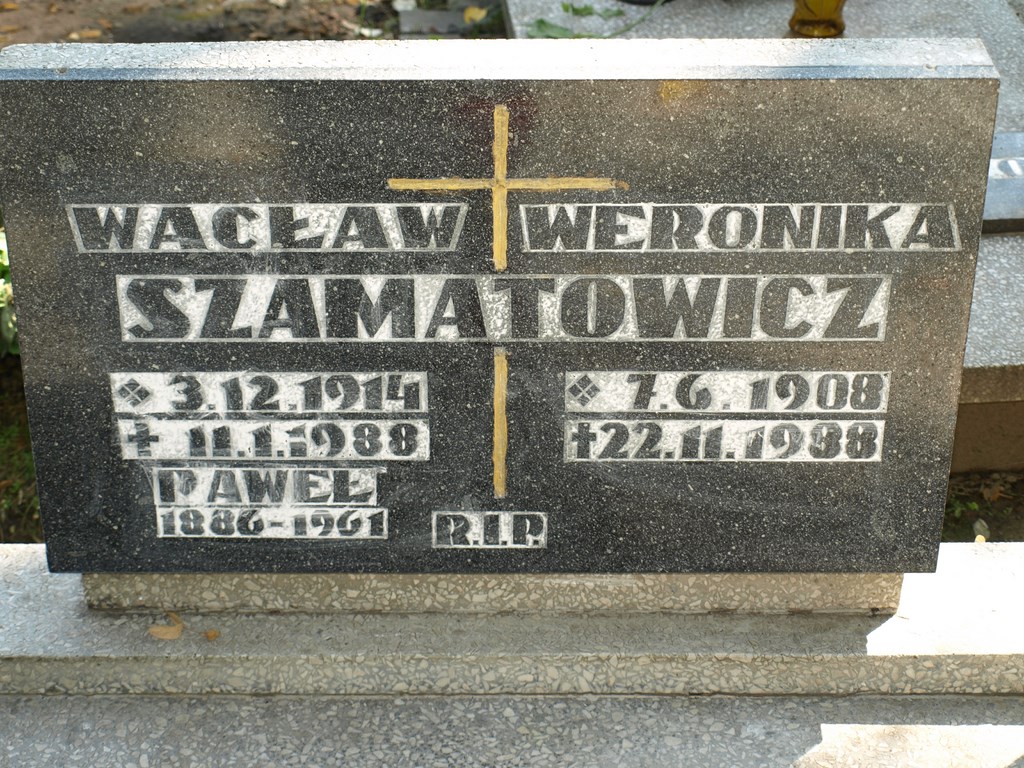 WACŁAW WERONIKA
SZAMATOWICZ
3.12.1914 7.6.1908
11.1.1988 22.11.1988
PAWEŁ
1886-1961
R.I.P.